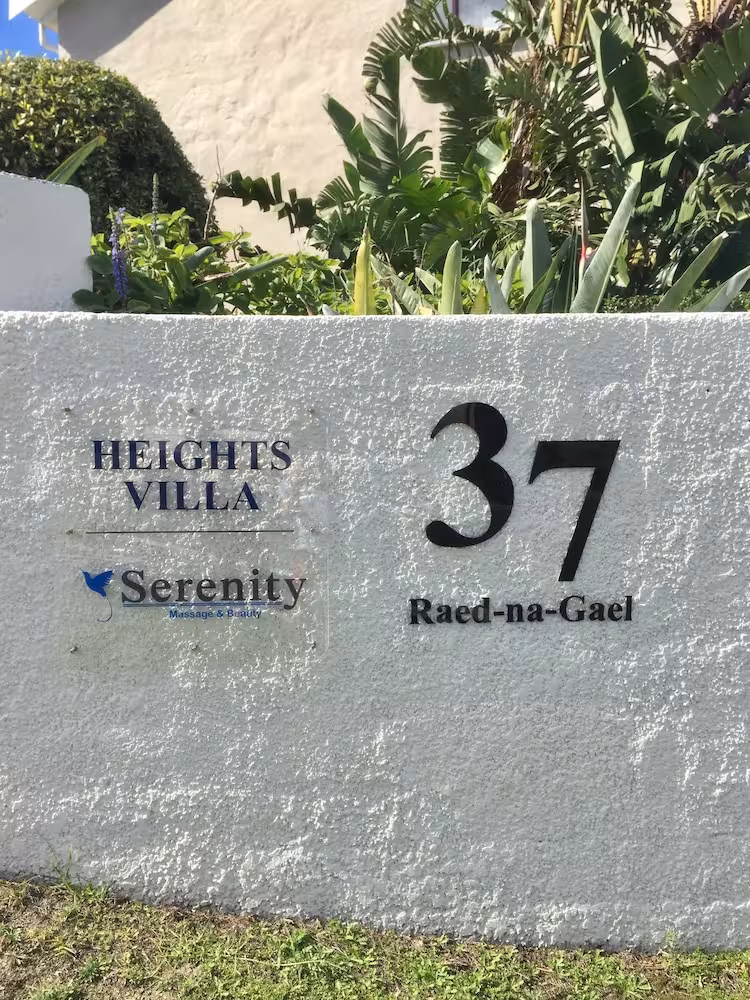 HEIGHTS
VILLA
Serenity
Massage & Beauty
37
Raed-na-Gael